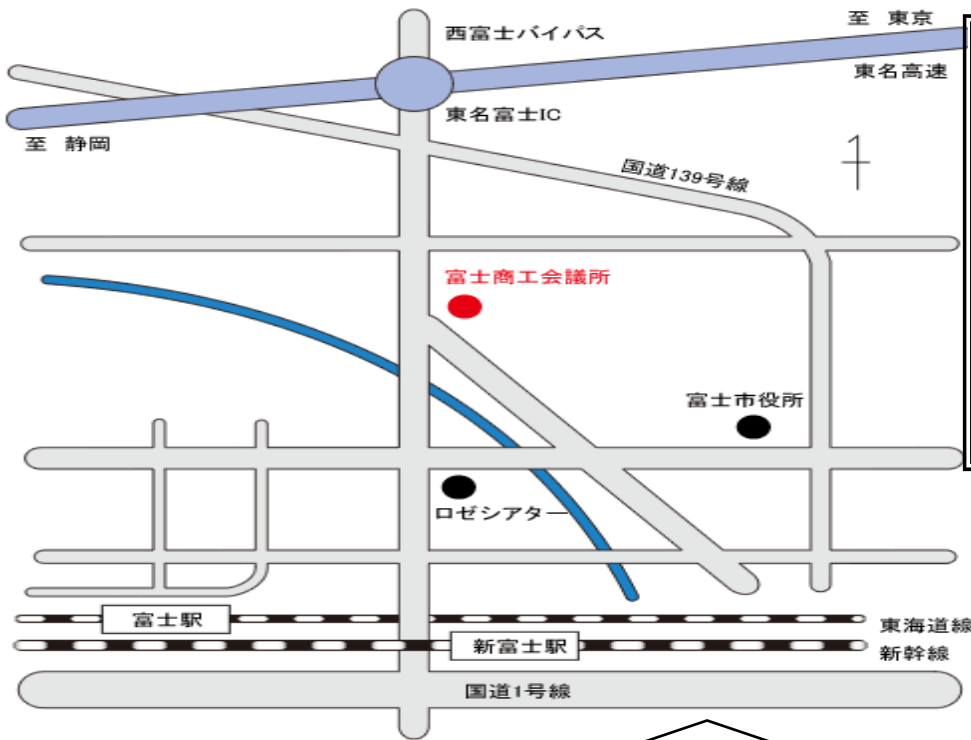 至 東京
西富士バイパス
東名高速
東名富士IC
至 静岡
国道139号線
富士商工会議所
富士市役所
ロゼシアター
富士駅
東海道線
新富士駅
新幹線
国道1号線